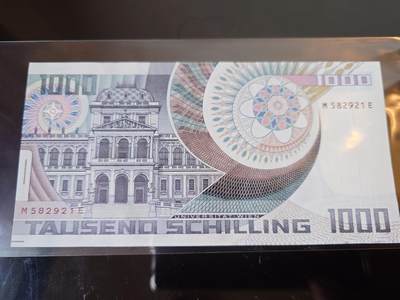 1000
1000
M 582921 E
M 582921 E
UNIVERSITÄT WIEN
TAUSEND SCHILLING
1000